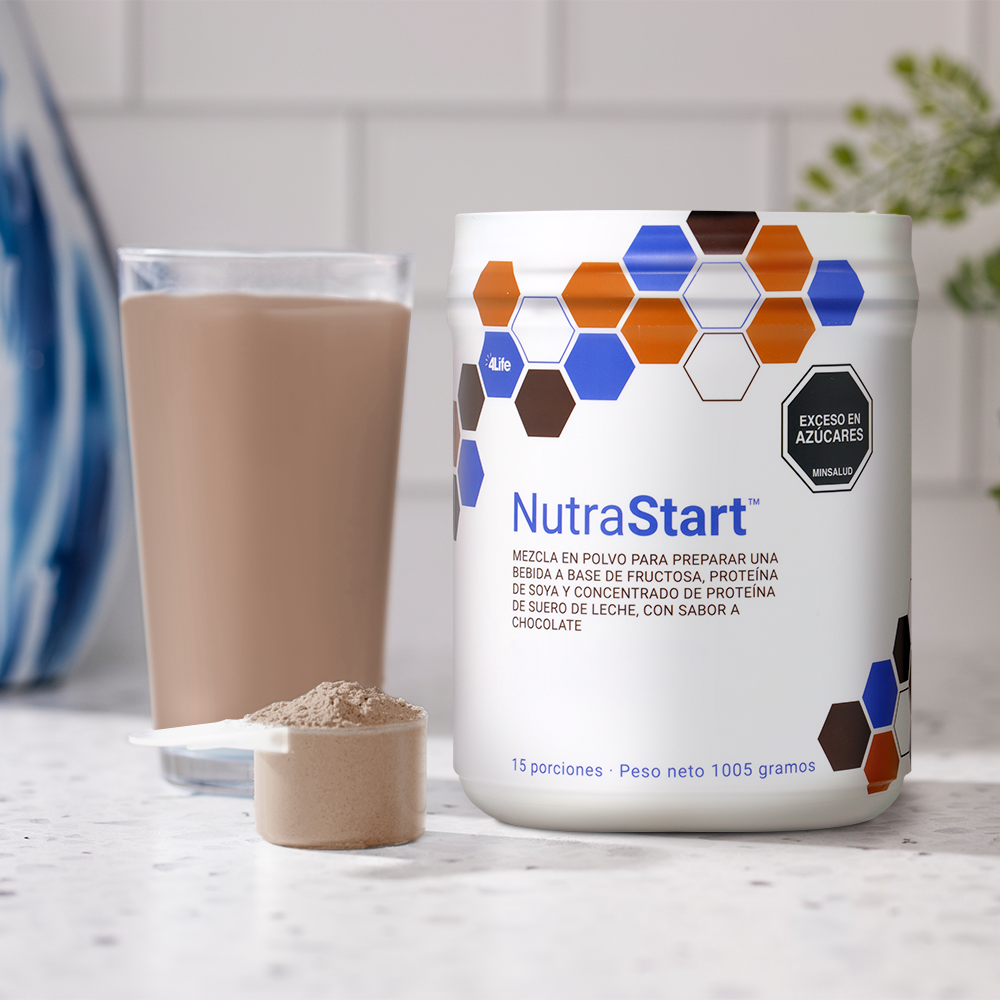 4Life
EXCESO EN
AZÚCARES
MINSALUD
NutraStart™
MEZCLA EN POLVO PARA PREPARAR UNA
BEBIDA A BASE DE FRUCTOSA, PROTEÍNA
DE SOYA Y CONCENTRADO DE PROTEÍNA
DE SUERO DE LECHE, CON SABOR A
CHOCOLATE
15 porciones · Peso neto 1005 gramos